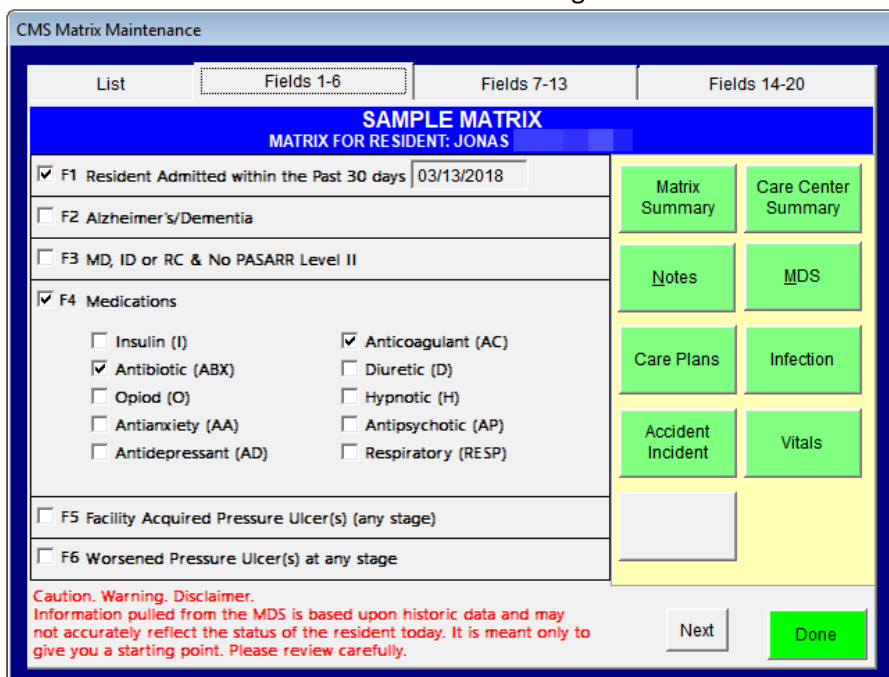 CMS Matrix Maintenance
List
Fields 1-6
Fields 7-13
Fields 14-20
SAMPLE MATRIX
MATRIX FOR RESIDENT: JONAS
F1 Resident Admitted within the Past 30 days 03/13/2018
F2 Alzheimer's/Dementia
F3 MD, ID or RC & No PASARR Level II
F4 Medications
Insulin (I)
Anticoagulant (AC)
Antibiotic (ABX)
Diuretic (D)
Opiod (O)
Hypnotic (H)
Antianxiety (AA)
Antipsychotic (AP)
Antidepressant (AD)
Respiratory (RESP)
F5 Facility Acquired Pressure Ulcer(s) (any stage)
F6 Worsened Pressure Ulcer(s) at any stage
Matrix
Summary
Care Center
Summary
Notes
MDS
Care Plans
Infection
Accident
Incident
Vitals
Caution. Warning. Disclaimer.
Information pulled from the MDS is based upon historic data and may
not accurately reflect the status of the resident today. It is meant only to
give you a starting point. Please review carefully.
Next
Done